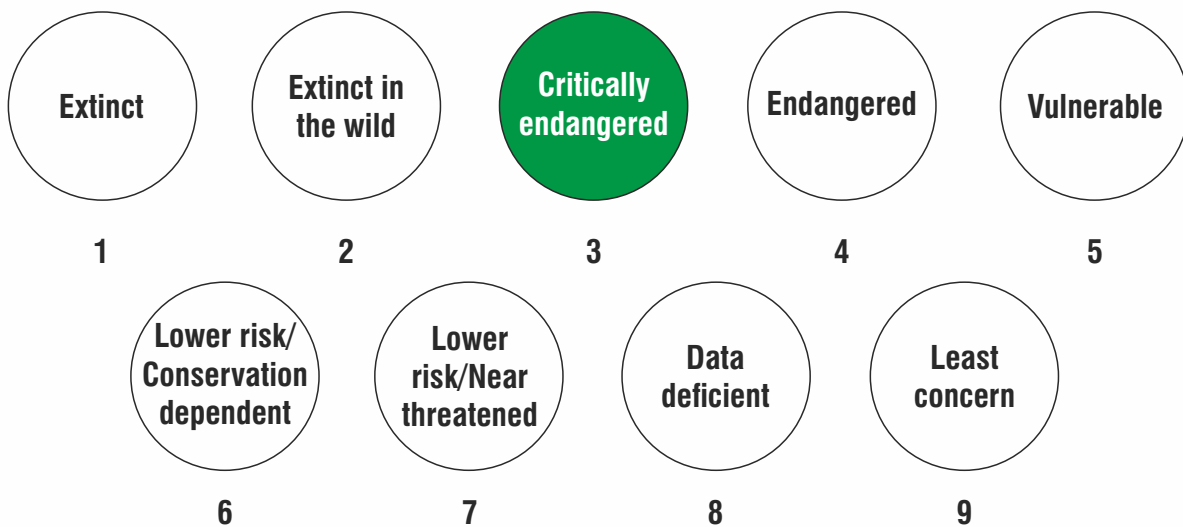 Extinct
Extinct in
the wild
Critically
endangered
Endangered
Vulnerable
1
2
3
4
5
Lower risk/
Conservation
dependent
Lower
risk/Near
threatened
Data
deficient
Least
concern
6
7
8
9